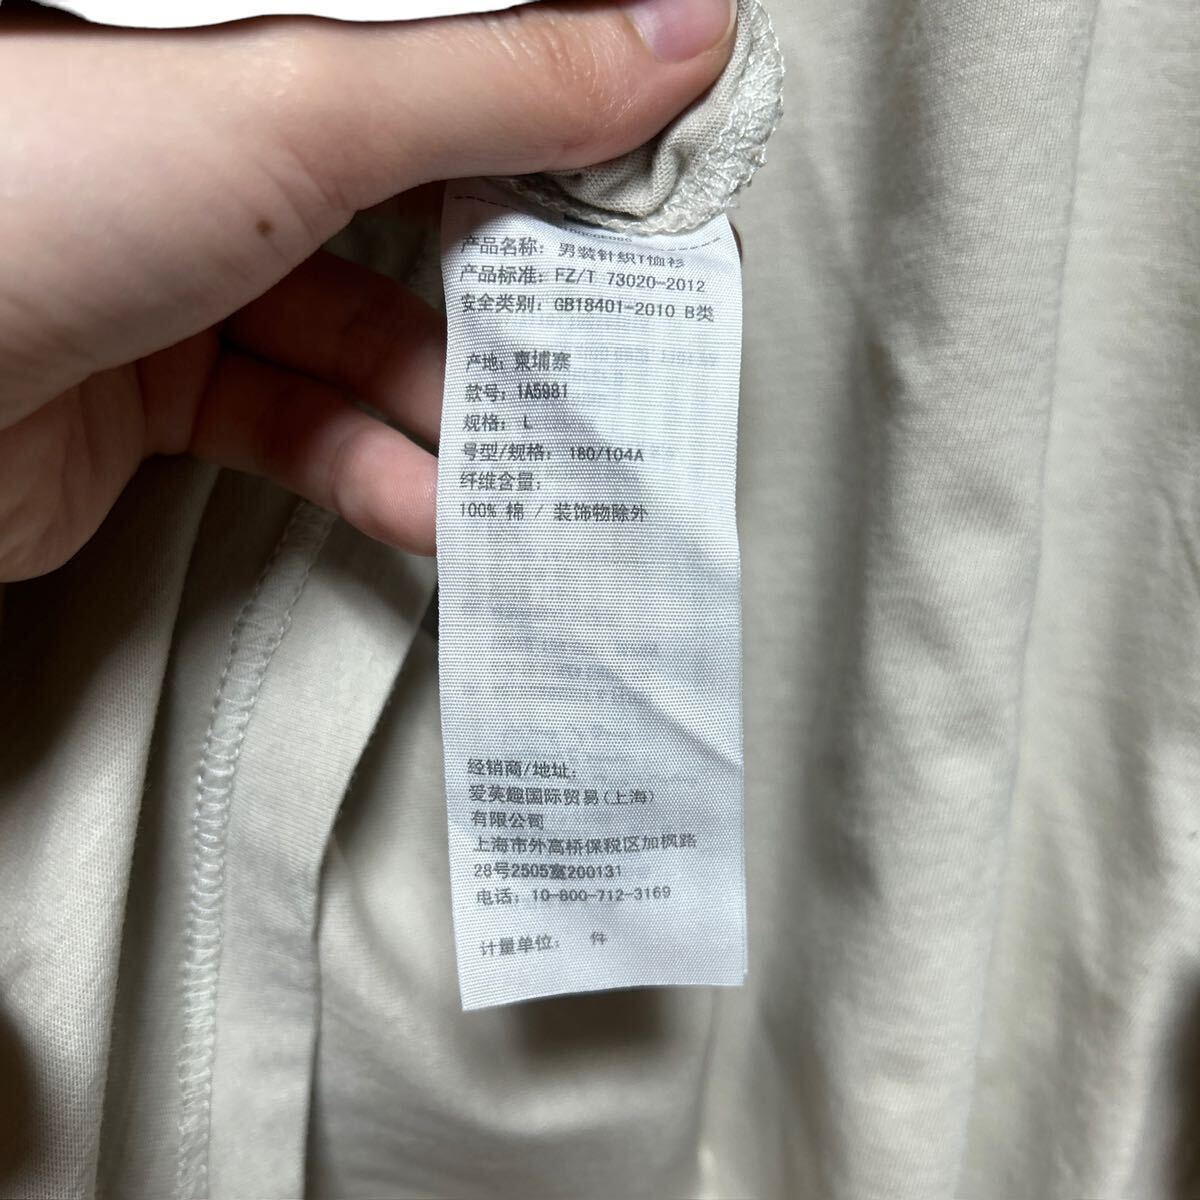 产品名称: 男装针织T恤衫
产品标准: FZ/T 73020-2012
安全类别: GB18401-2010 B类
产地: 柬埔寨
款号: 1A5981
规格: L
号型/规格: 180/104A
纤维含量:
100% 棉 / 装饰物除外
经销商/地址:
爱英趣国际贸易(上海)
有限公司
上海市外高桥保税区加枫路
28号2505室200131
电话: 10-800-712-3169
计量单位: 件